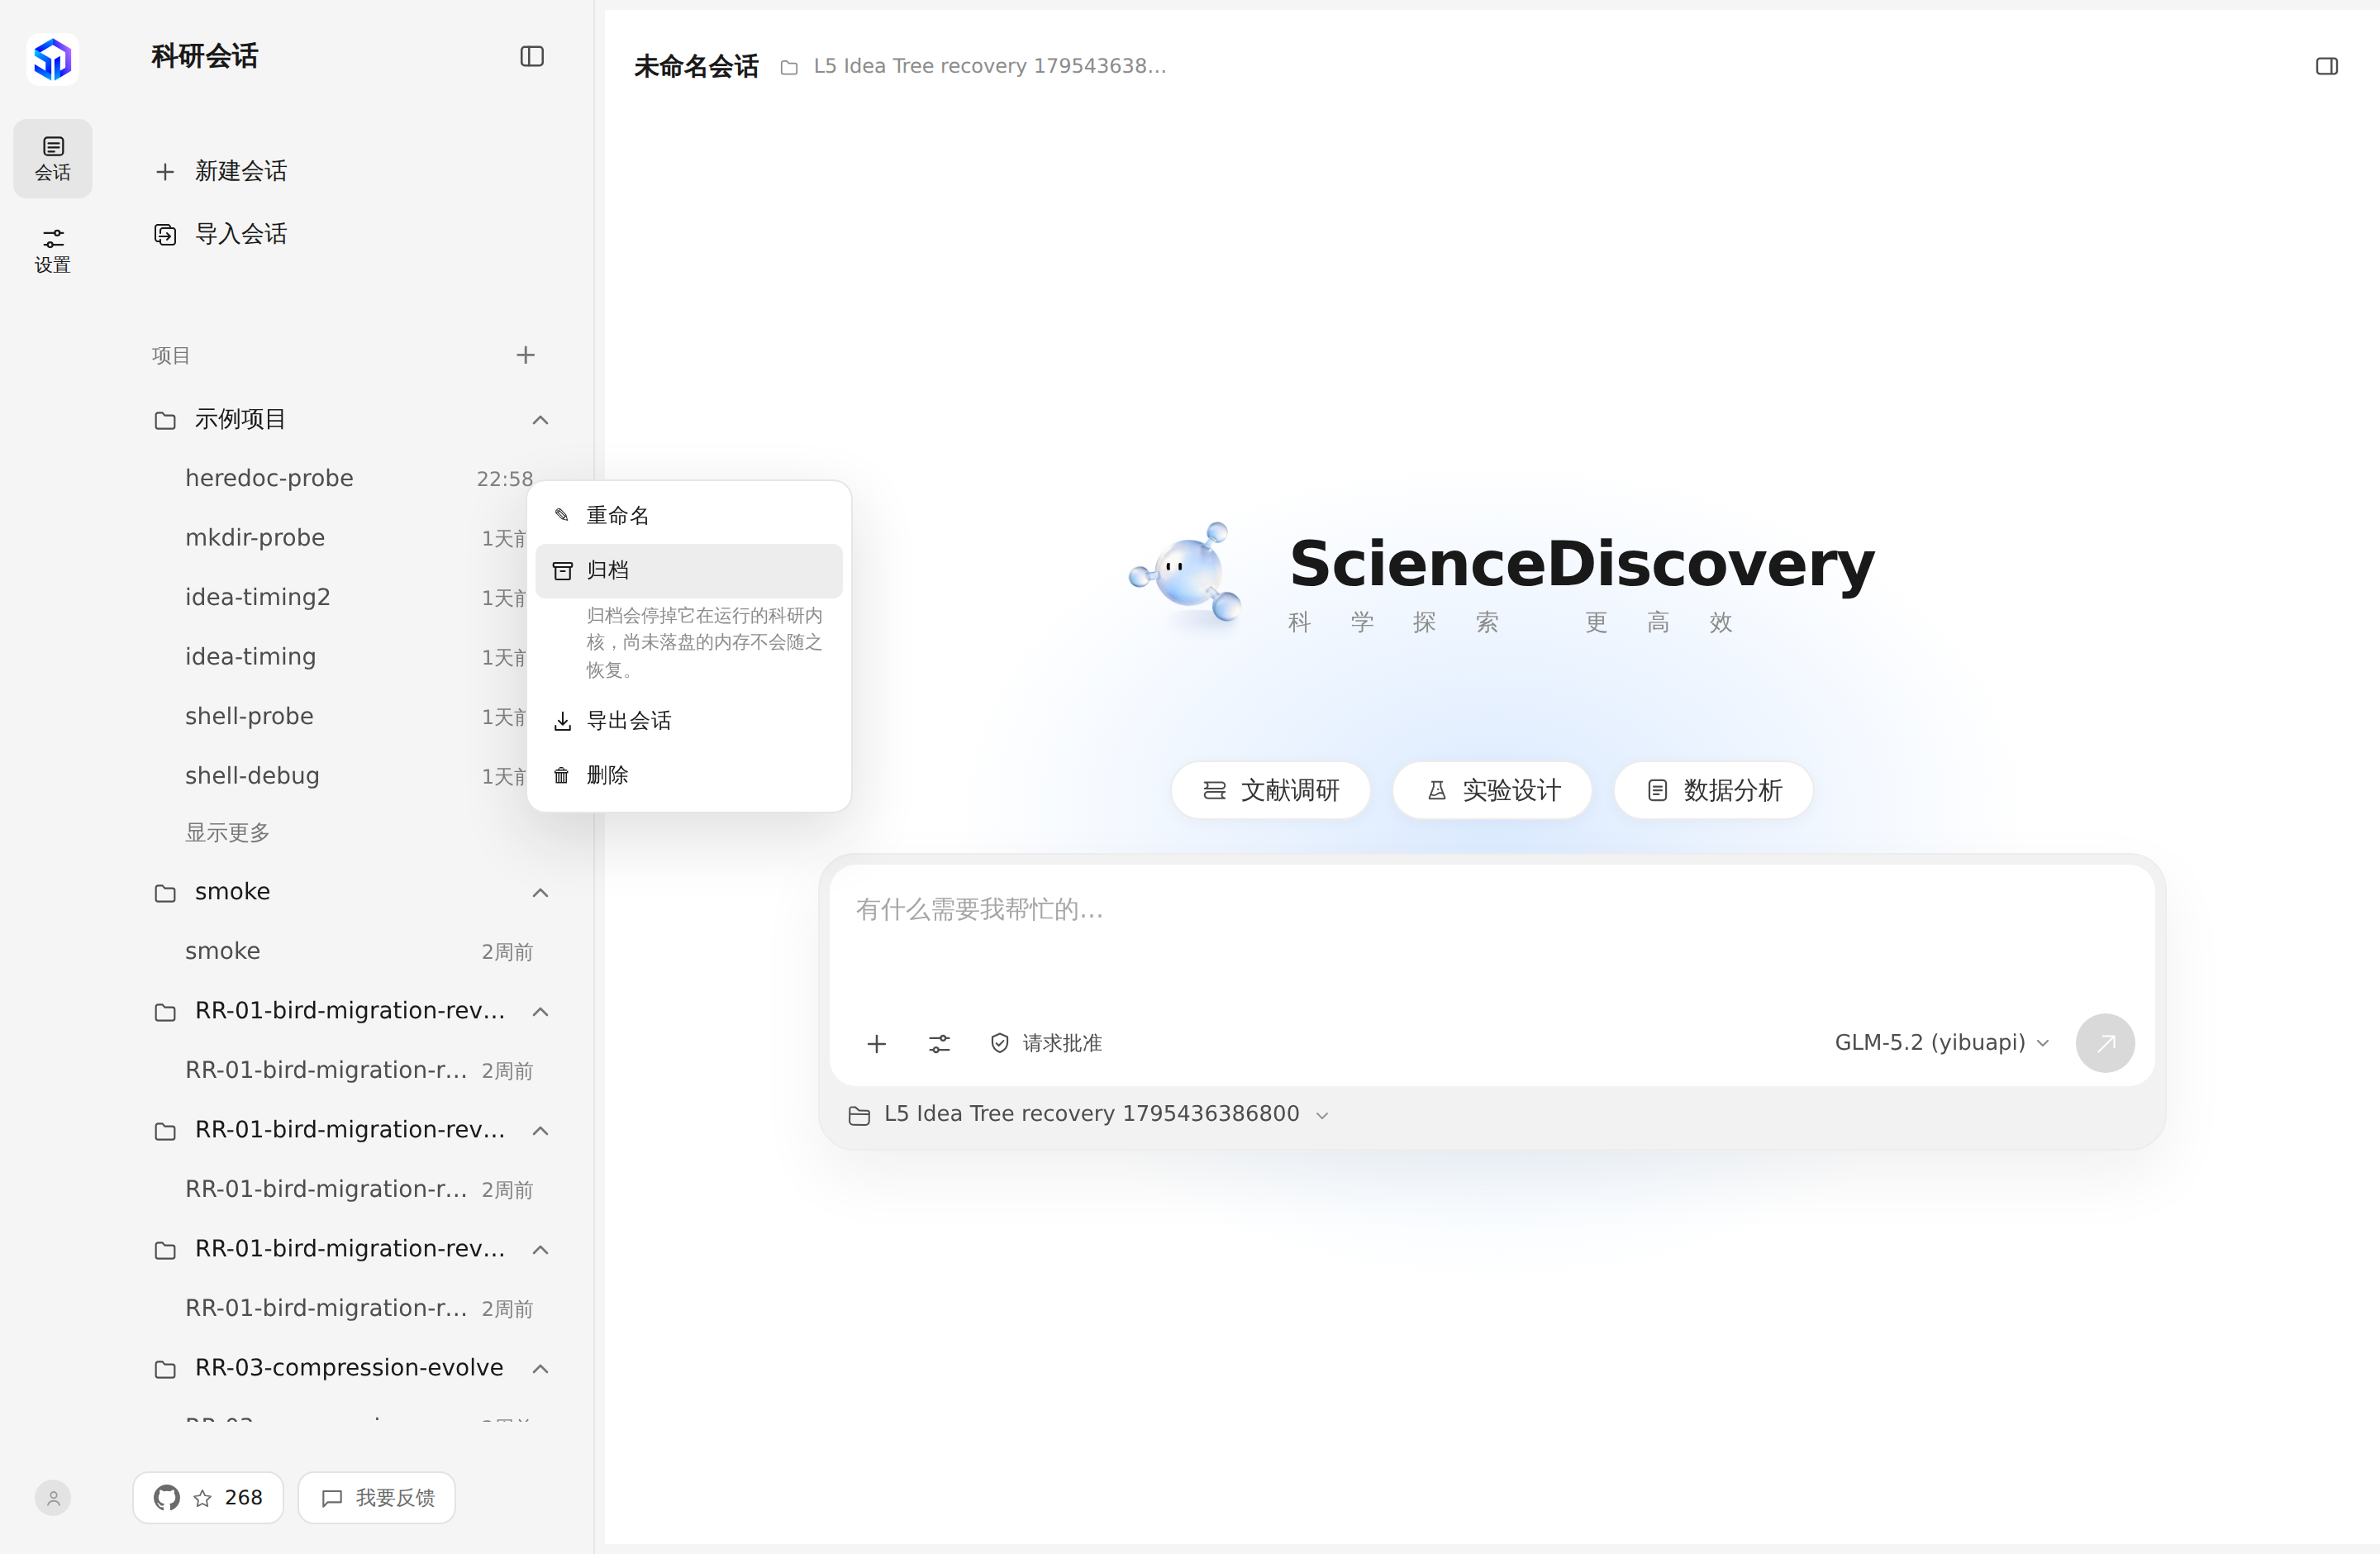 科研会话
会话
设置
新建会话
导入会话
项目
示例项目
heredoc-probe 22:58
mkdir-probe 1天前
idea-timing2 1天前
idea-timing 1天前
shell-probe 1天前
shell-debug 1天前
显示更多
smoke
smoke 2周前
RR-01-bird-migration-rev...
RR-01-bird-migration-r... 2周前
RR-01-bird-migration-rev...
RR-01-bird-migration-r... 2周前
RR-01-bird-migration-rev...
RR-01-bird-migration-r... 2周前
RR-03-compression-evolve
268
我要反馈
重命名
归档
归档会停掉它在运行的科研内
核，尚未落盘的内存不会随之
恢复。
导出会话
删除
未命名会话 L5 Idea Tree recovery 179543638...
ScienceDiscovery
科学探索 更高效
文献调研 实验设计 数据分析
有什么需要我帮忙的...
请求批准 GLM-5.2 (yibuapi)
L5 Idea Tree recovery 1795436386800